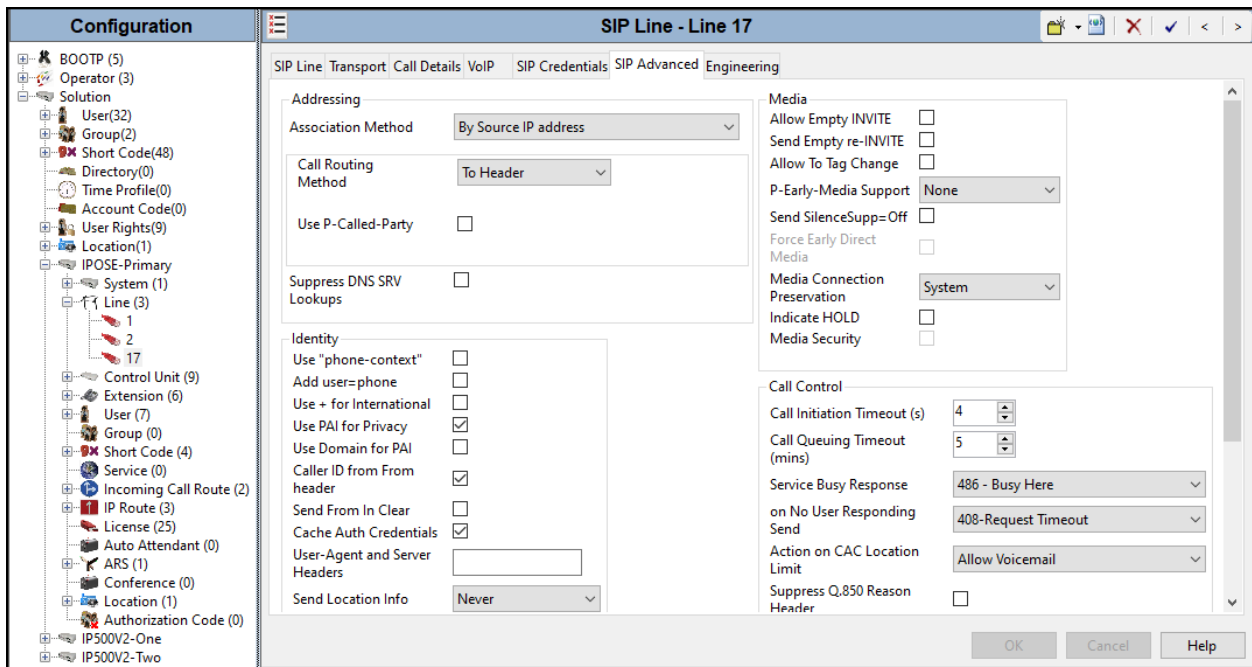 Configuration
BOOTP (5)
Operator (3)
Solution
User(32)
Group(2)
Short Code(48)
Directory(0)
Time Profile(0)
Account Code(0)
User Rights(9)
Location(1)
IPOSE-Primary
System (1)
Line (3)
1
2
17
Control Unit (9)
Extension (6)
User (7)
Group (0)
Short Code (4)
Service (0)
Incoming Call Route (2)
IP Route (3)
License (25)
Auto Attendant (0)
ARS (1)
Conference (0)
Location (1)
Authorization Code (0)
IP500V2-One
IP500V2-Two
SIP Line - Line 17
SIP Line Transport Call Details VoIP SIP Credentials SIP Advanced Engineering
Addressing
Association Method By Source IP address
Call Routing
Method
To Header
Use P-Called-Party
Suppress DNS SRV
Lookups
Identity
Use "phone-context"
Add user=phone
Use + for International
Use PAI for Privacy
Use Domain for PAI
Caller ID from From
header
Send From In Clear
Cache Auth Credentials
User-Agent and Server
Headers
Send Location Info Never
Media
Allow Empty INVITE
Send Empty re-INVITE
Allow To Tag Change
P-Early-Media Support None
Send SilenceSupp=Off
Force Early Direct
Media
Media Connection
Preservation
System
Indicate HOLD
Media Security
Call Control
Call Initiation Timeout (s) 4
Call Queuing Timeout
(mins)
5
Service Busy Response 486 - Busy Here
on No User Responding
Send
408-Request Timeout
Action on CAC Location
Limit
Allow Voicemail
Suppress Q.850 Reason
Header
OK Cancel Help